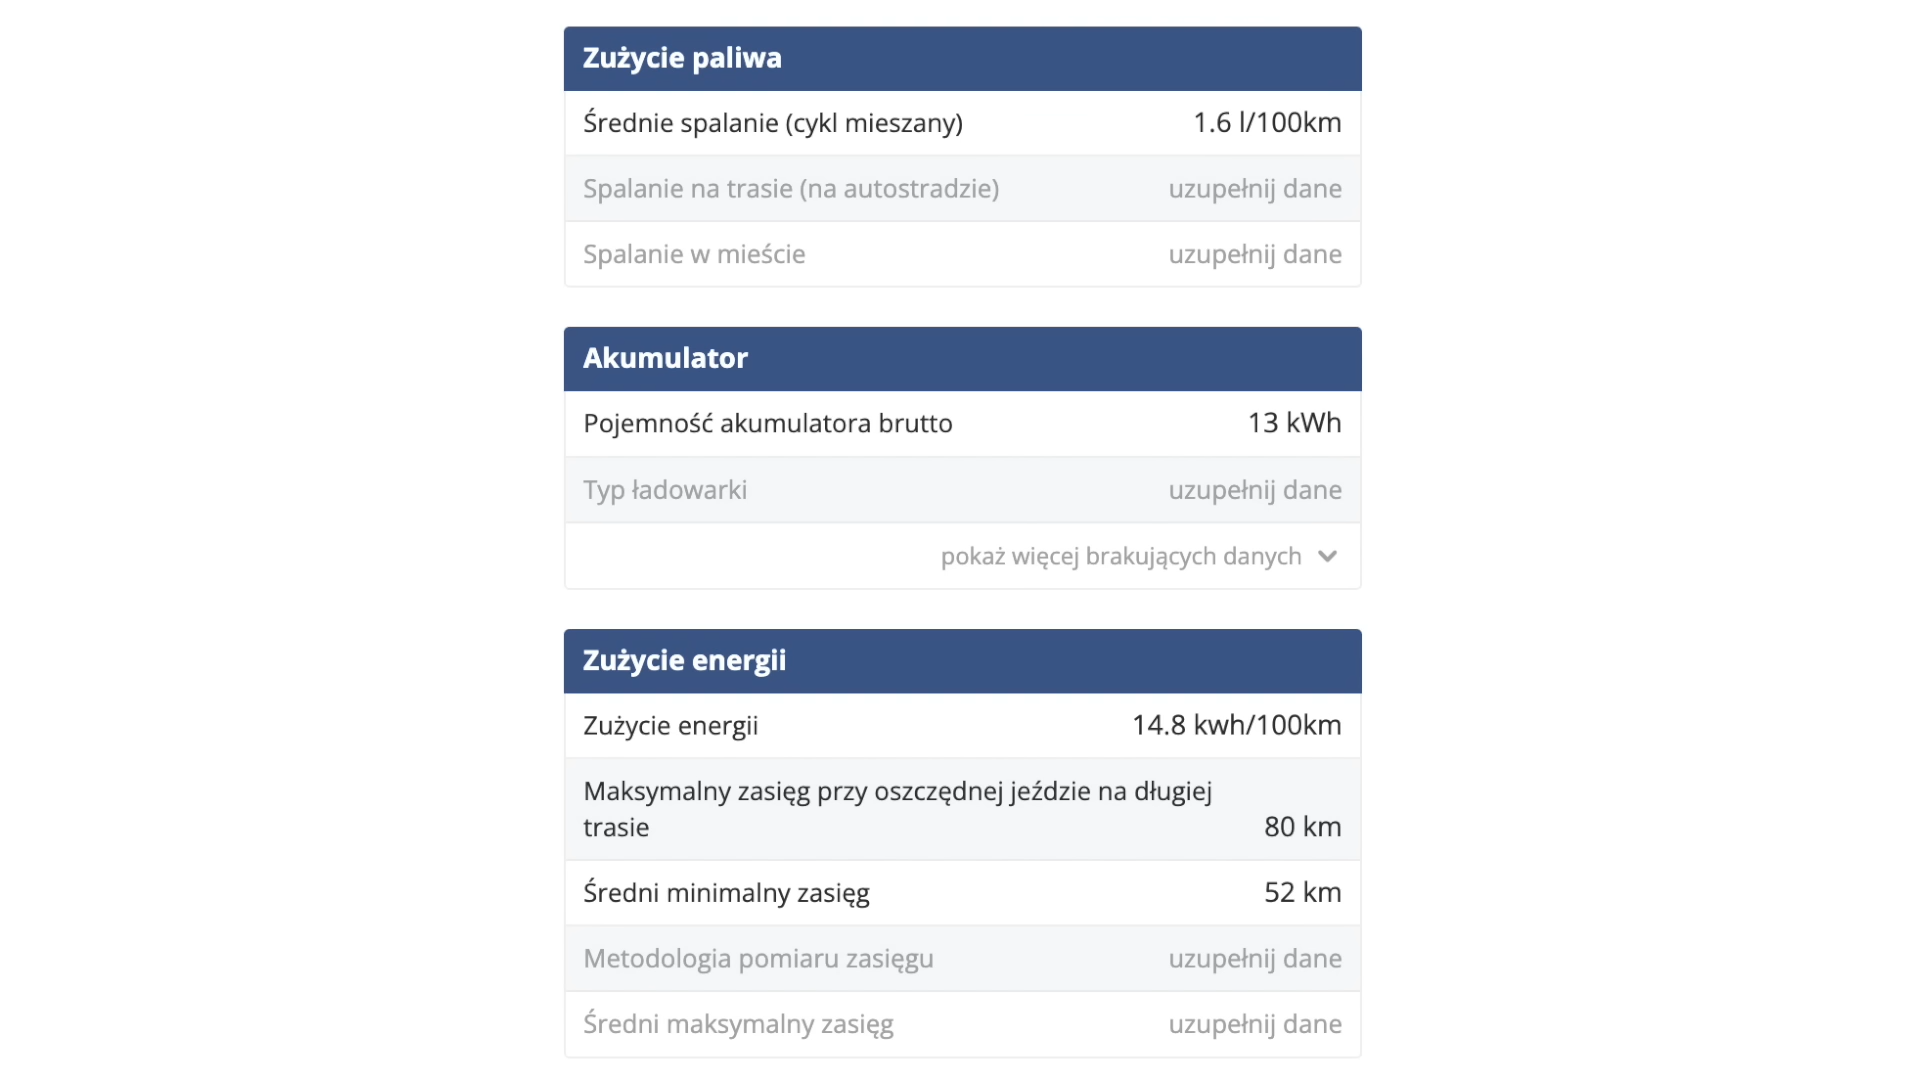 Zużycie paliwa
Średnie spalanie (cykl mieszany) 1.6 l/100km
Spalanie na trasie (na autostradzie) uzupełnij dane
Spalanie w mieście uzupełnij dane
Akumulator
Pojemność akumulatora brutto 13 kWh
Typ ładowarki uzupełnij dane
pokaż więcej brakujących danych
Zużycie energii
Zużycie energii 14.8 kwh/100km
Maksymalny zasięg przy oszczędnej jeździe na długiej
trasie 80 km
Średni minimalny zasięg 52 km
Metodologia pomiaru zasięgu uzupełnij dane
Średni maksymalny zasięg uzupełnij dane